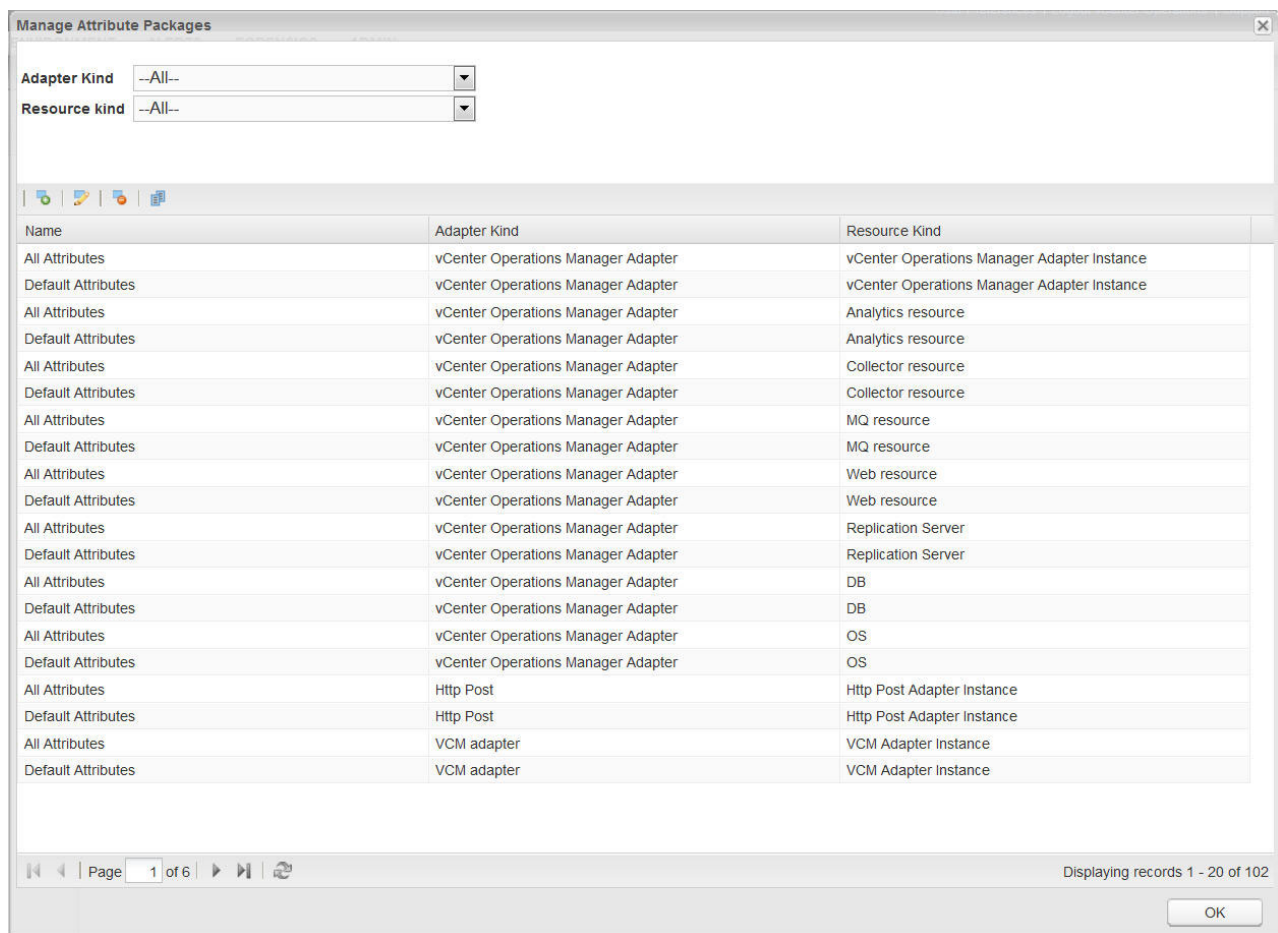 Manage Attribute Packages
Adapter Kind --All--
Resource kind --All--
Name Adapter Kind Resource Kind
All Attributes vCenter Operations Manager Adapter vCenter Operations Manager Adapter Instance
Default Attributes vCenter Operations Manager Adapter vCenter Operations Manager Adapter Instance
All Attributes vCenter Operations Manager Adapter Analytics resource
Default Attributes vCenter Operations Manager Adapter Analytics resource
All Attributes vCenter Operations Manager Adapter Collector resource
Default Attributes vCenter Operations Manager Adapter Collector resource
All Attributes vCenter Operations Manager Adapter MQ resource
Default Attributes vCenter Operations Manager Adapter MQ resource
All Attributes vCenter Operations Manager Adapter Web resource
Default Attributes vCenter Operations Manager Adapter Web resource
All Attributes vCenter Operations Manager Adapter Replication Server
Default Attributes vCenter Operations Manager Adapter Replication Server
All Attributes vCenter Operations Manager Adapter DB
Default Attributes vCenter Operations Manager Adapter DB
All Attributes vCenter Operations Manager Adapter OS
Default Attributes vCenter Operations Manager Adapter OS
All Attributes Http Post Http Post Adapter Instance
Default Attributes Http Post Http Post Adapter Instance
All Attributes VCM adapter VCM Adapter Instance
Default Attributes VCM adapter VCM Adapter Instance
Page 1 of 6 Displaying records 1 - 20 of 102
OK